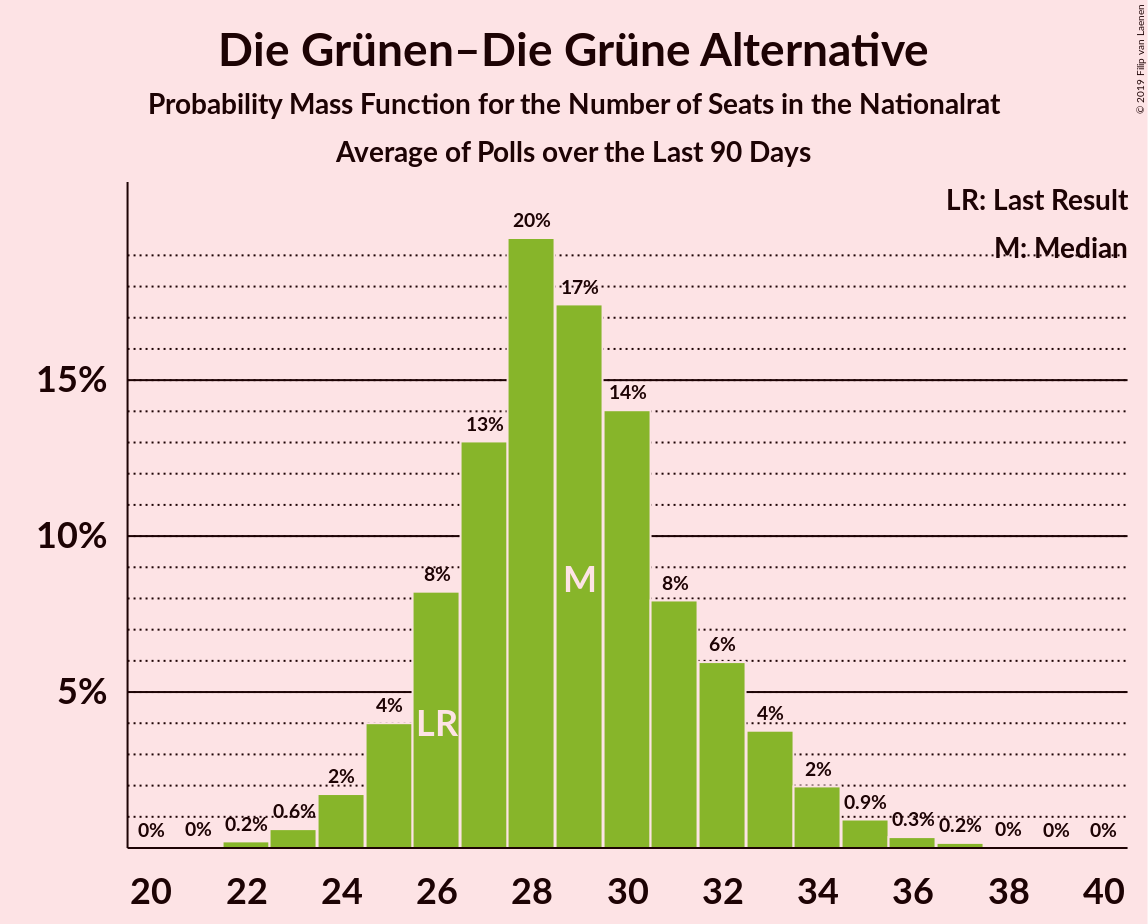 Die Grünen–Die Grüne Alternative
Probability Mass Function for the Number of Seats in the Nationalrat
Average of Polls over the Last 90 Days
© 2019 Filip van Laenen
LR: Last Result
M: Median
20%
17%
15%
14%
13%
10%
8%
M
8%
6%
5%
4%
LR
4%
2%
2%
0.9%
0.6%
0.3%
0.2%
0.2%
0%
0%
0%
0%
0%
20 22 24 26 28 30 32 34 36 38 40